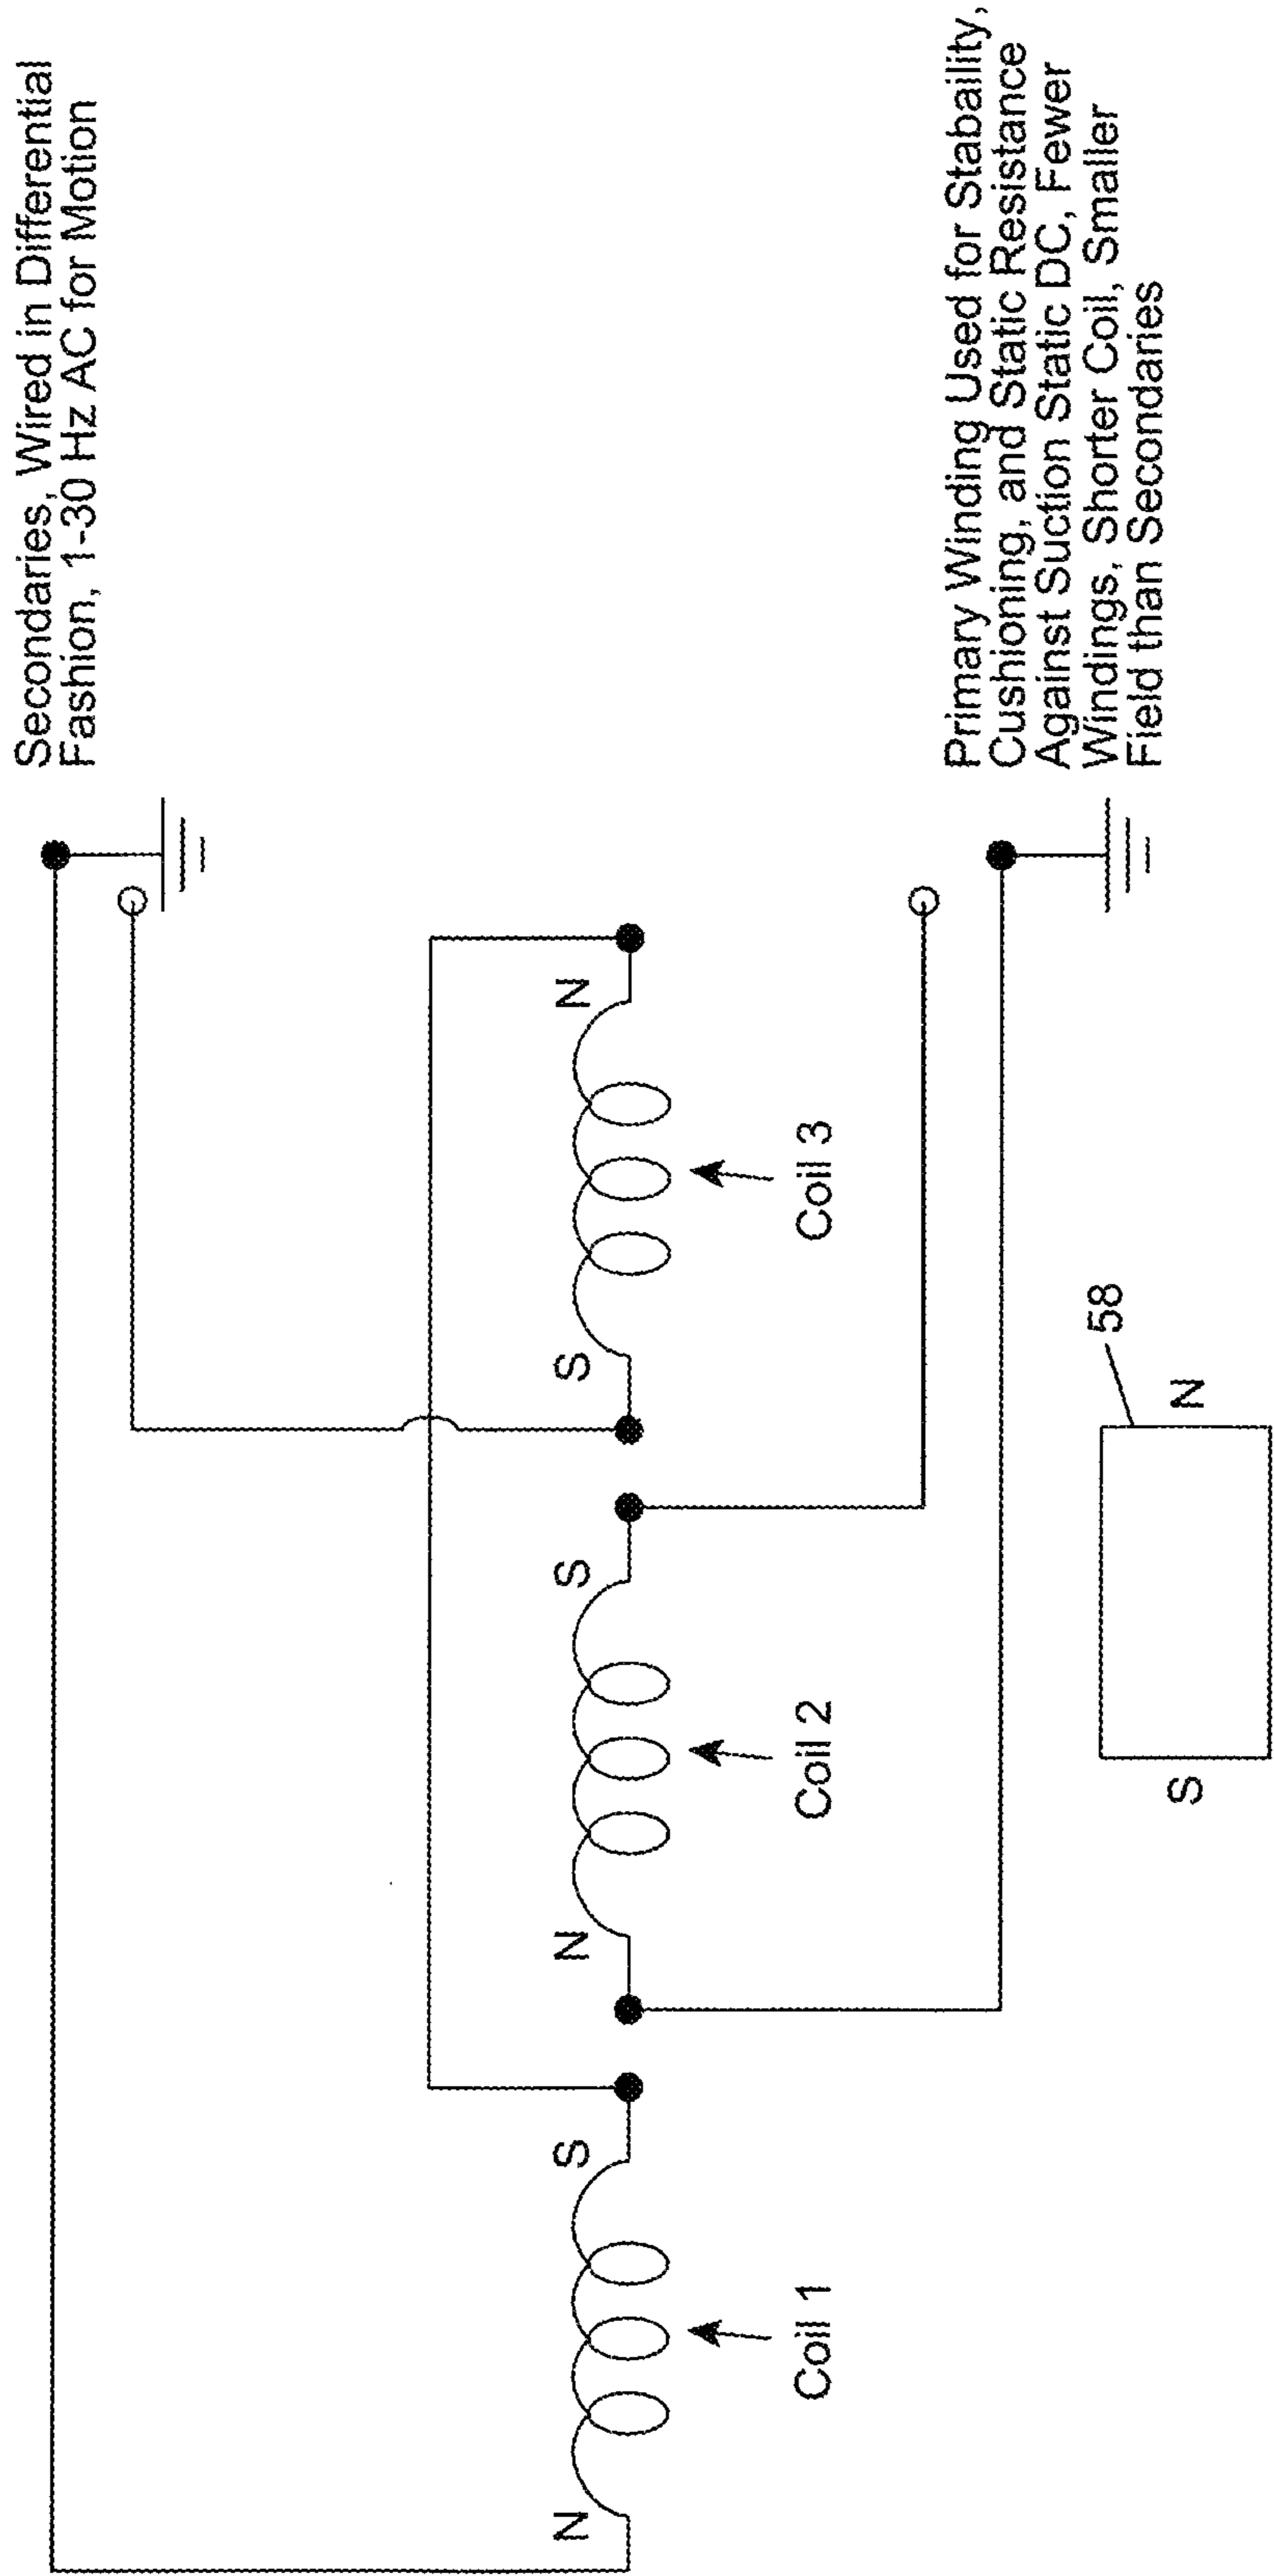 Secondaries, Wired in Differential
Fashion, 1-30 Hz AC for Motion
N
S
N
S
S
N
Coil 1
Coil 2
Coil 3
Primary Winding Used for Stabaility,
Cushioning, and Static Resistance
Against Suction Static DC, Fewer
Windings, Shorter Coil, Smaller
Field than Secondaries
58
S
N